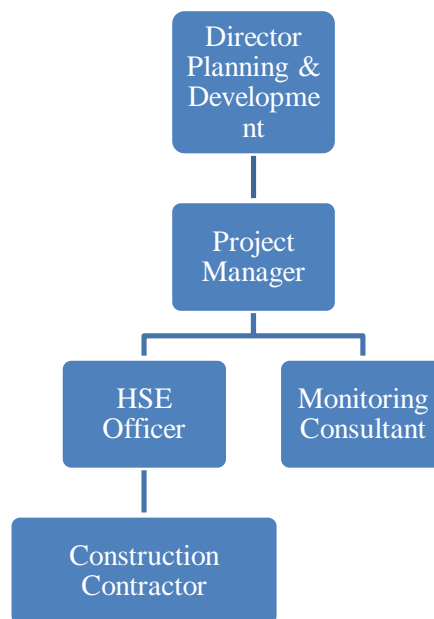 Director
Planning &
Developme
nt
Project
Manager
HSE
Officer
Monitoring
Consultant
Construction
Contractor